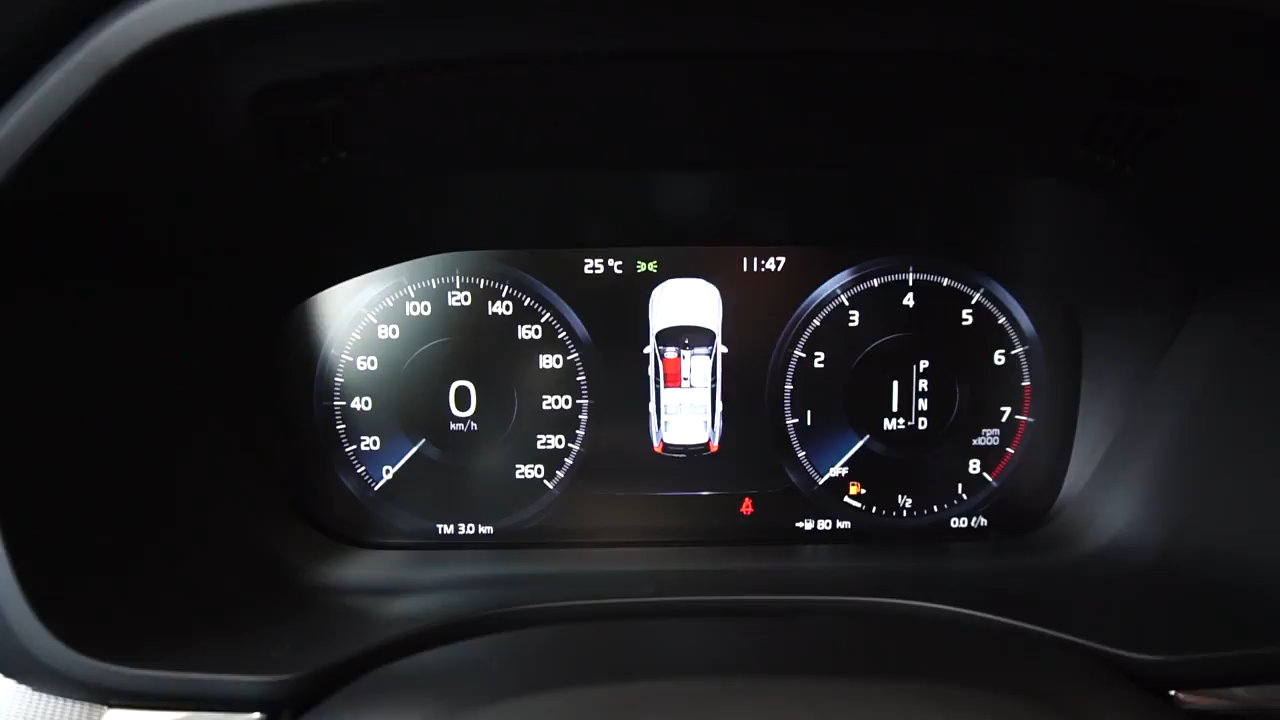 25 °C
11:47
0
20
40
60
80
100
120
140
160
180
200
230
260
0
km/h
TM 3.0 km
OFF
1
2
3
4
5
6
7
8
rpm
x1000
P
R
N
M± D
1/2
1
80 km
0.0 ℓ/h